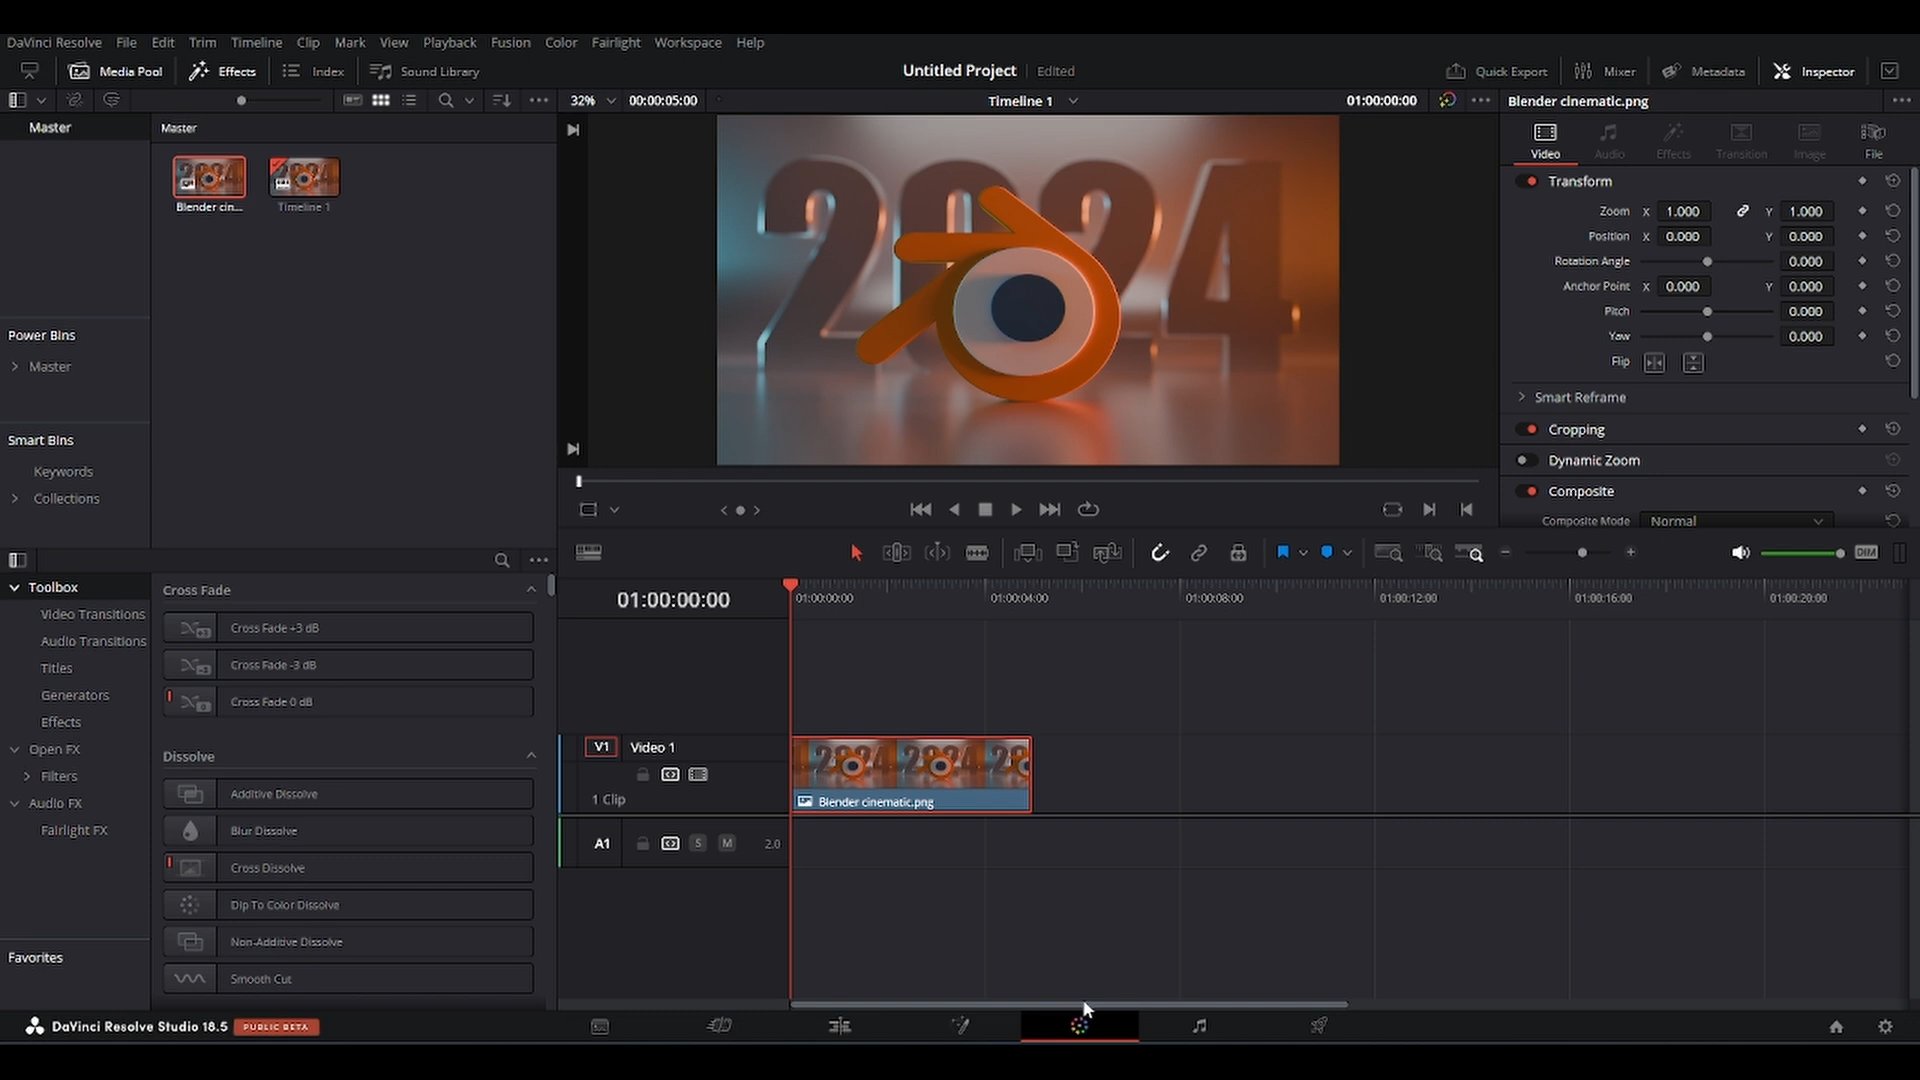 DaVinci Resolve File Edit Trim Timeline Clip Mark View Playback Fusion Color Fairlight Workspace Help
Media Pool Effects Index Sound Library Untitled Project Edited Quick Export Mixer Metadata Inspector
32% 00:00:05:00 Timeline 1 01:00:00:00 Blender cinematic.png
Master Master
2024
Blender cin... Timeline 1
Power Bins
Master
Smart Bins
Keywords
Collections
Video Audio Effects Transition Image File
Transform
Zoom X 1.000 Y 1.000
Position X 0.000 Y 0.000
Rotation Angle 0.000
Anchor Point X 0.000 Y 0.000
Pitch 0.000
Yaw 0.000
Flip
Smart Reframe
Cropping
Dynamic Zoom
Composite
Composite Mode Normal
DIM
Toolbox
Video Transitions
Audio Transitions
Titles
Generators
Effects
Open FX
Filters
Audio FX
Fairlight FX
Favorites
Cross Fade
Cross Fade +3 dB
Cross Fade -3 dB
Cross Fade 0 dB
Dissolve
Additive Dissolve
Blur Dissolve
Cross Dissolve
Dip To Color Dissolve
Non-Additive Dissolve
Smooth Cut
01:00:00:00 01:00:00:00 01:00:04:00 01:00:08:00 01:00:12:00 01:00:16:00 01:00:20:00
V1 Video 1
1 Clip
Blender cinematic.png
A1 S M 2.0
DaVinci Resolve Studio 18.5 PUBLIC BETA